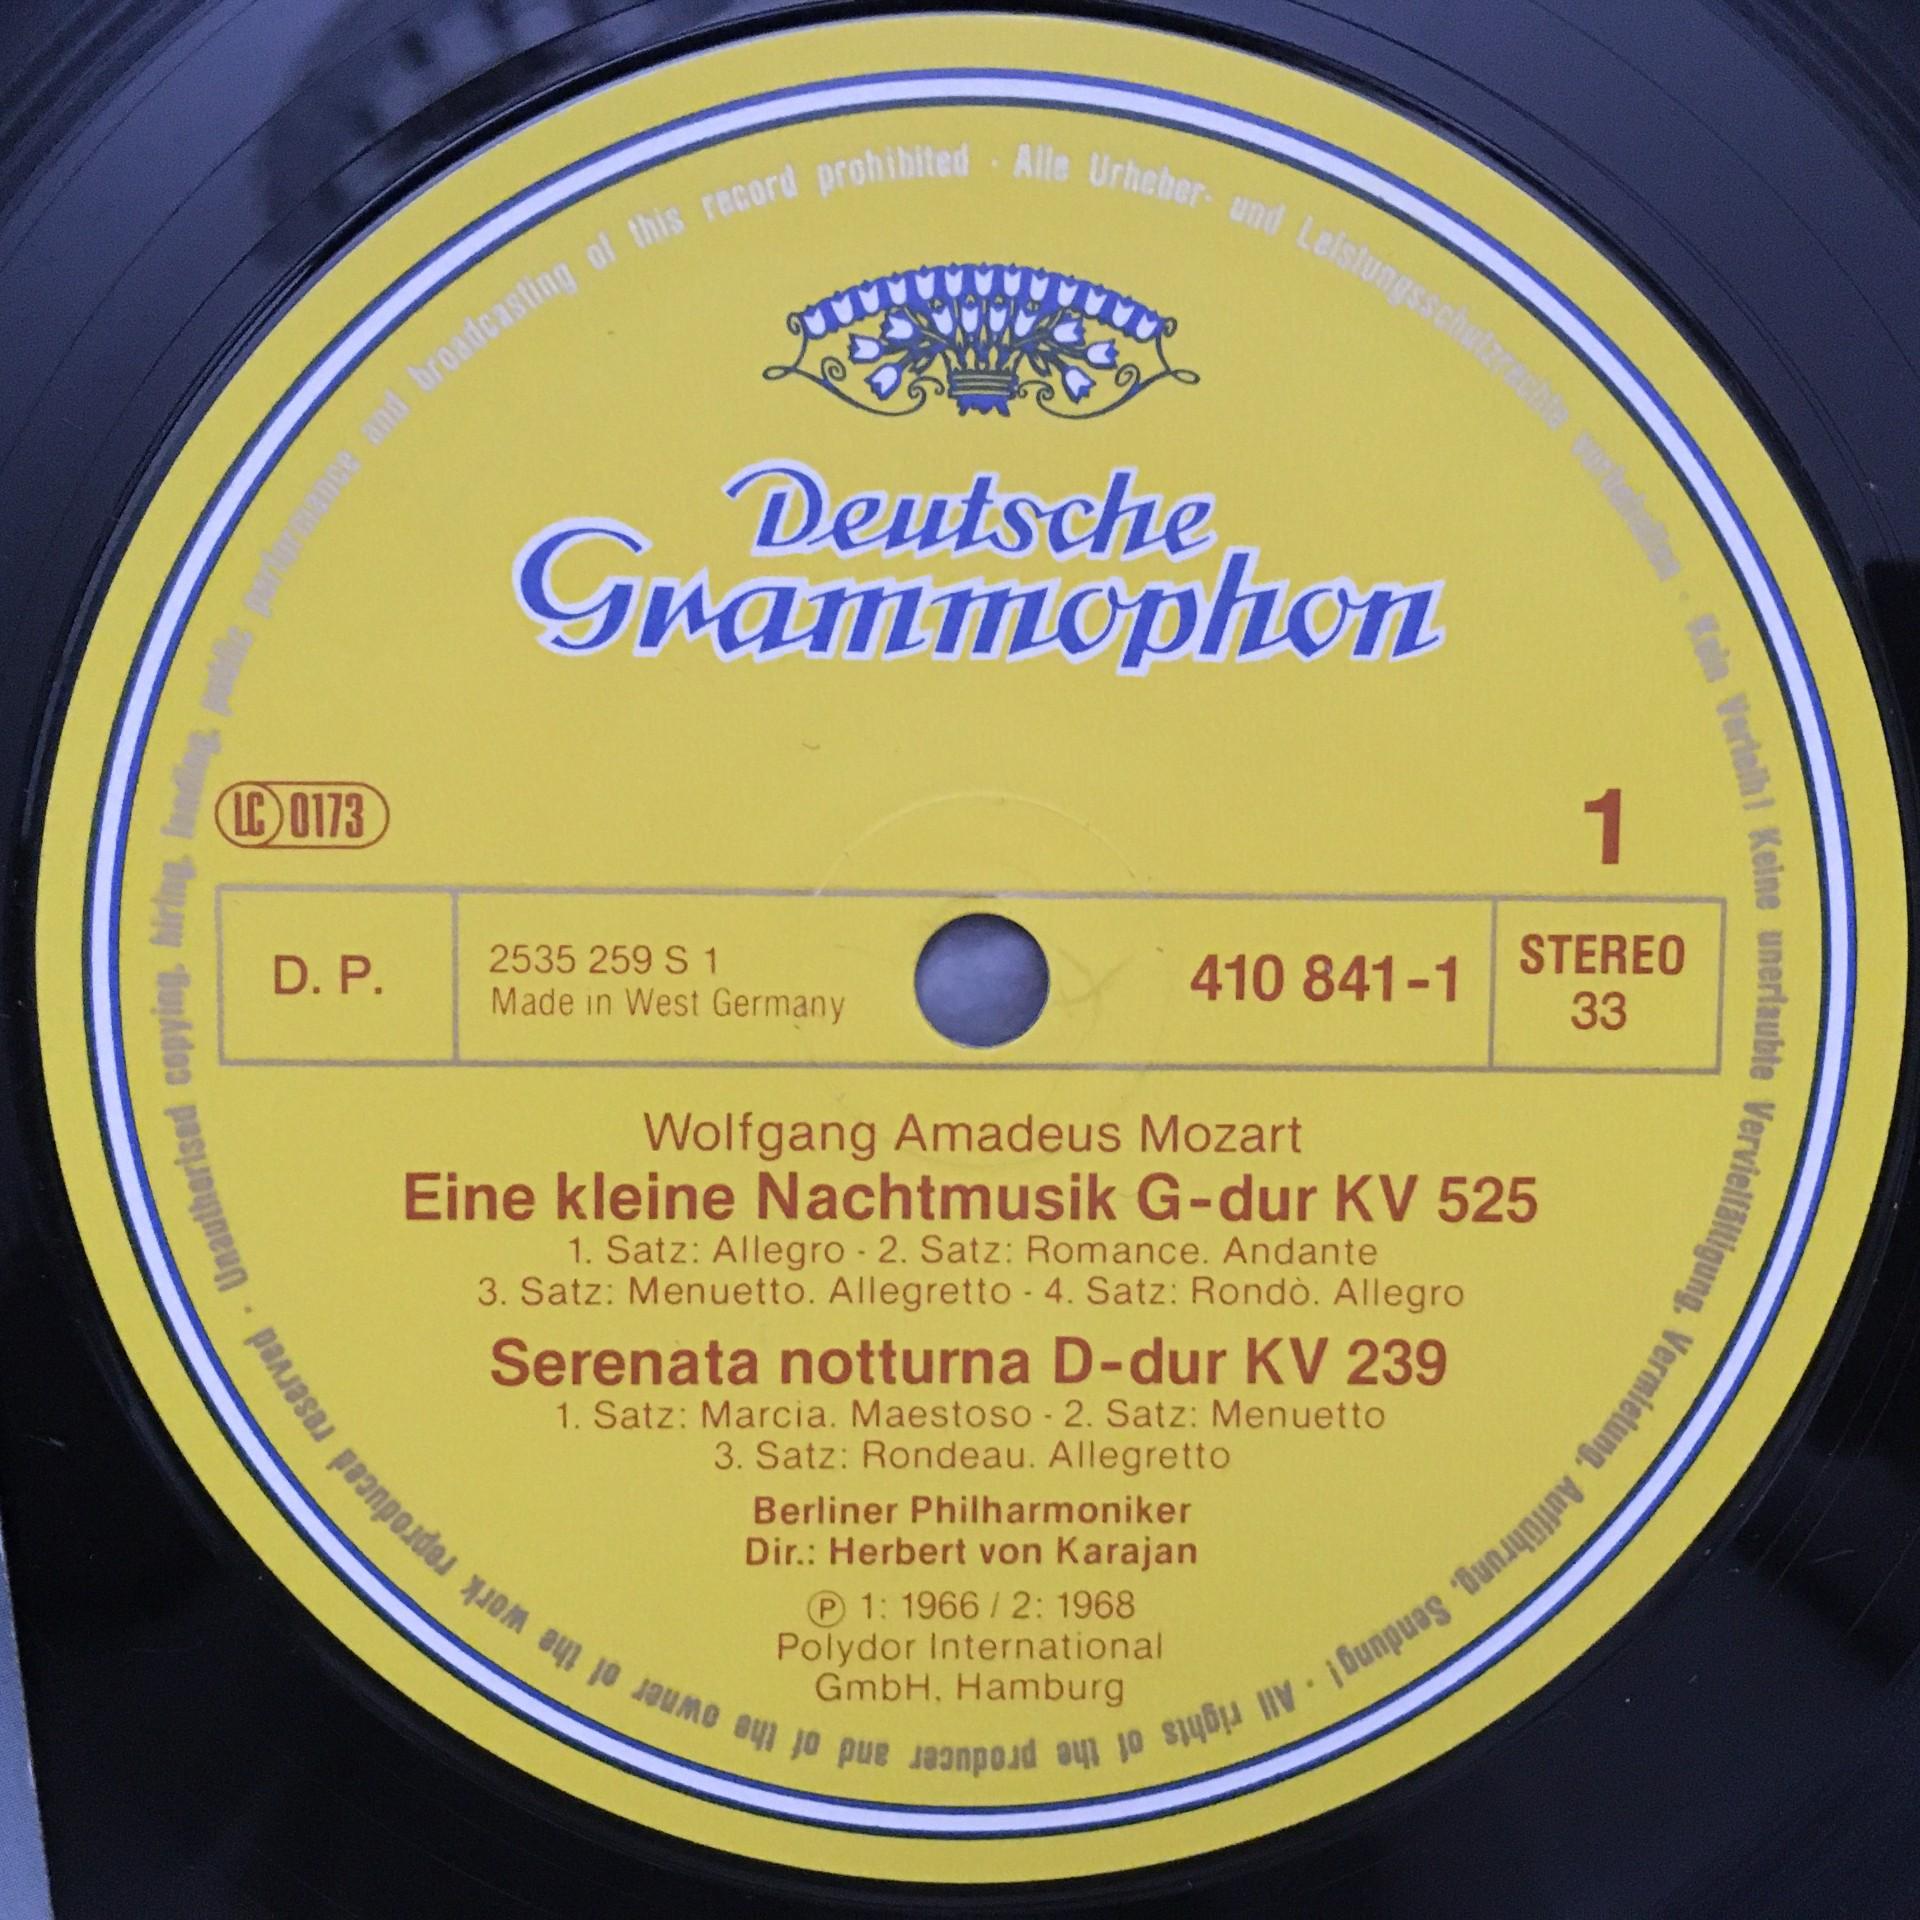 Deutsche
Grammophon
LC 0173
1
D. P.
2535 259 S 1
Made in West Germany
410 841-1
STEREO
33
Wolfgang Amadeus Mozart
Eine kleine Nachtmusik G-dur KV 525
1. Satz: Allegro - 2. Satz: Romance. Andante
3. Satz: Menuetto. Allegretto - 4. Satz: Rondò. Allegro
Serenata notturna D-dur KV 239
1. Satz: Marcia. Maestoso - 2. Satz: Menuetto
3. Satz: Rondeau. Allegretto
Berliner Philharmoniker
Dir.: Herbert von Karajan
Ⓟ 1: 1966 / 2: 1968
Polydor International
GmbH, Hamburg
Alle Urheber- und Leistungsschutzrechte vorbehalten · Kein Verleih! Keine unerlaubte Vervielfältigung, Vermietung, Aufführung, Sendung! · All rights of the producer and of the owner of the work reproduced reserved · Unauthorised copying, hiring, lending, public performance and broadcasting of this record prohibited ·